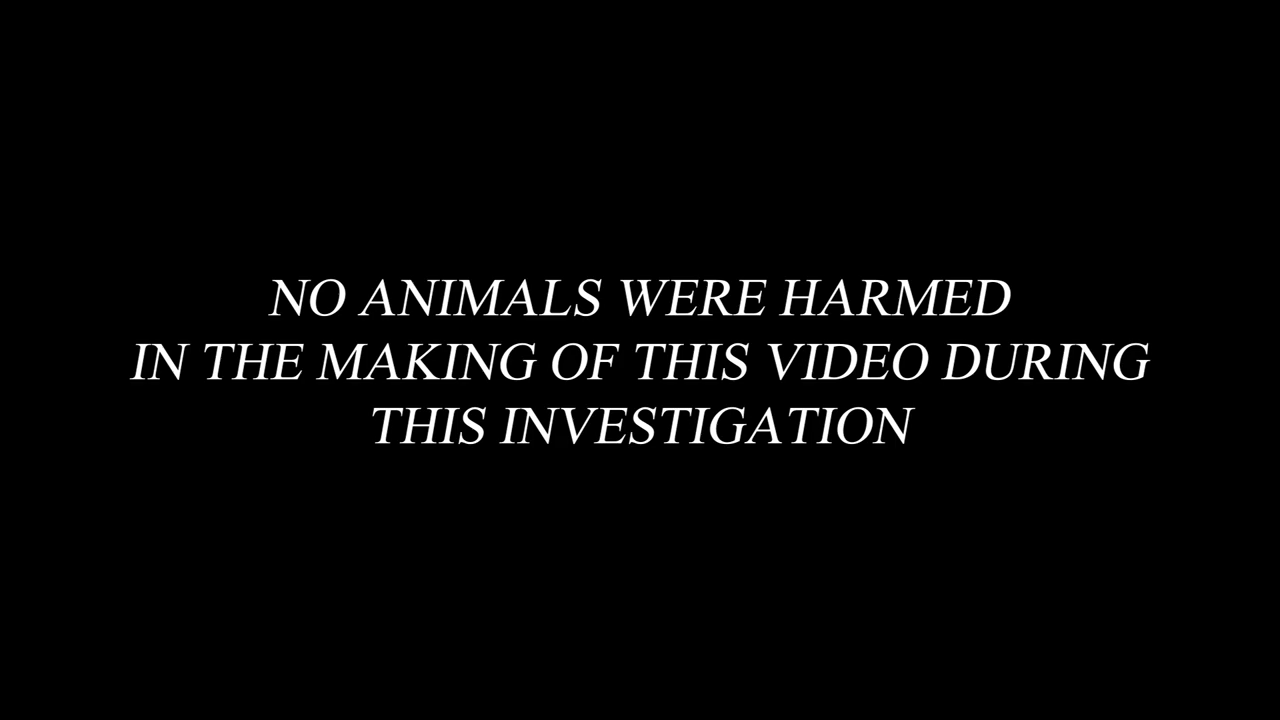 NO ANIMALS WERE HARMED
IN THE MAKING OF THIS VIDEO DURING
THIS INVESTIGATION